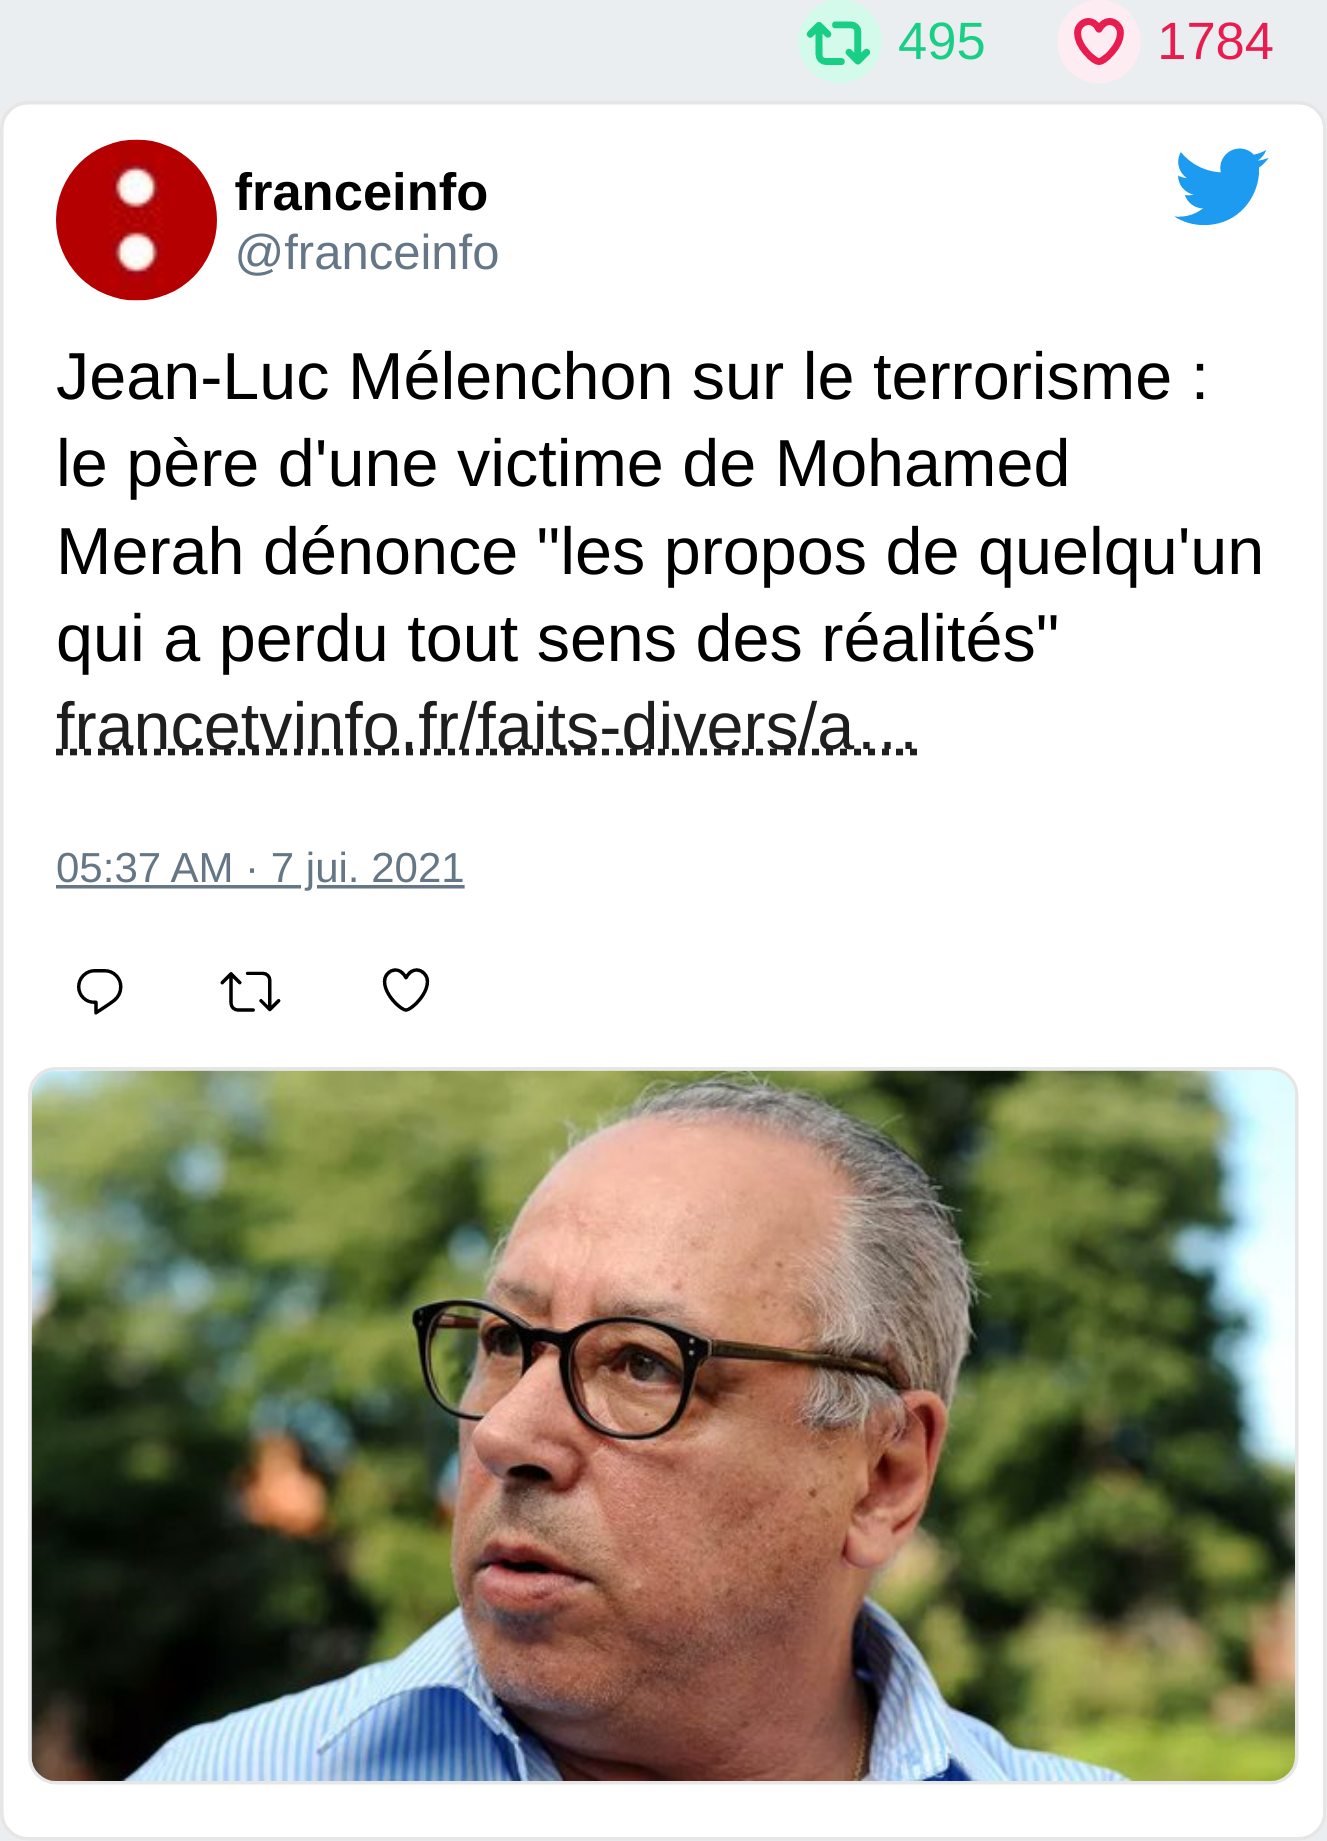 495 1784
franceinfo
@franceinfo
Jean-Luc Mélenchon sur le terrorisme :
le père d'une victime de Mohamed
Merah dénonce "les propos de quelqu'un
qui a perdu tout sens des réalités"
francetvinfo.fr/faits-divers/a…
05:37 AM · 7 jui. 2021